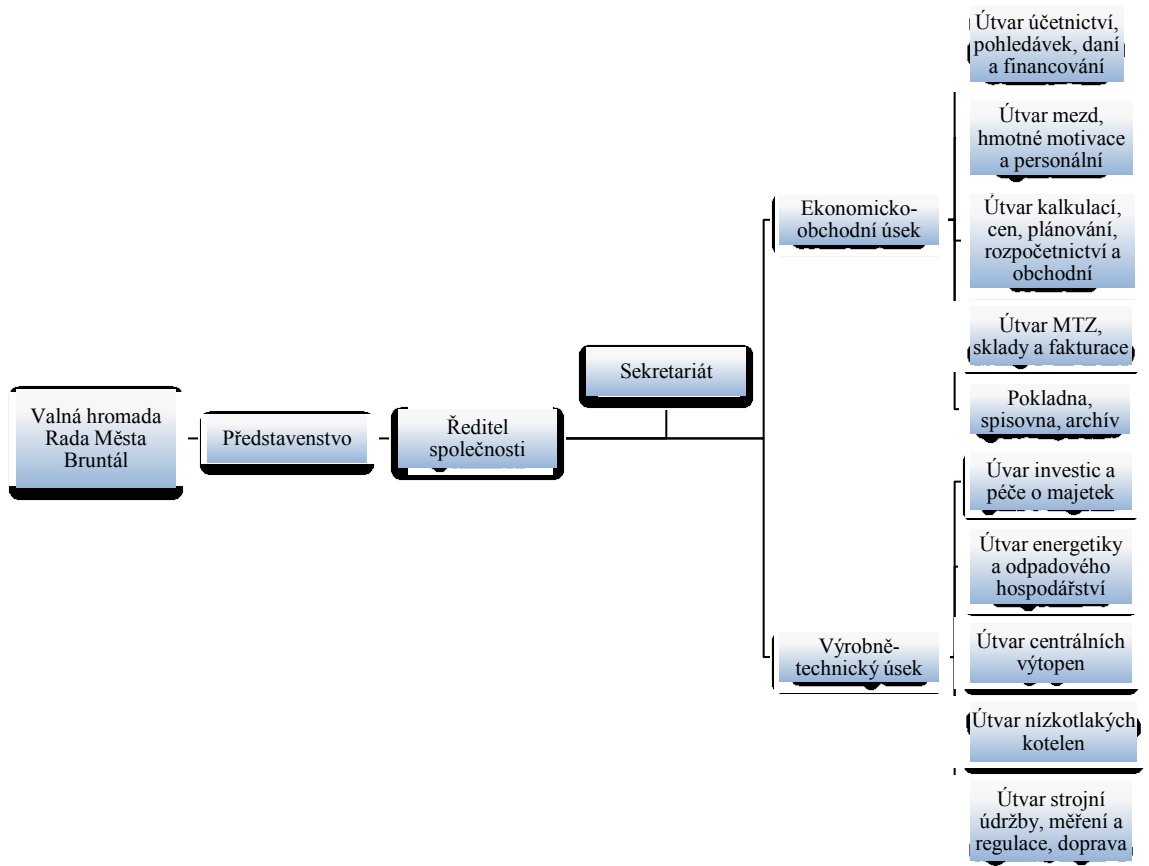 Valná hromada
Rada Města
Bruntál
Představenstvo
Ředitel
společnosti
Sekretariát
Ekonomicko-
obchodní úsek
Útvar účetnictví,
pohledávek, daní
a financování
Útvar mezd,
hmotné motivace
a personální
Útvar kalkulací,
cen, plánování,
rozpočetnictví a
obchodní
Útvar MTZ,
sklady a fakturace
Pokladna,
spisovna, archív
Výrobně-
technický úsek
Úvar investic a
péče o majetek
Útvar energetiky
a odpadového
hospodářství
Útvar centrálních
výtopen
Útvar nízkotlakých
kotelen
Útvar strojní
údržby, měření a
regulace, doprava